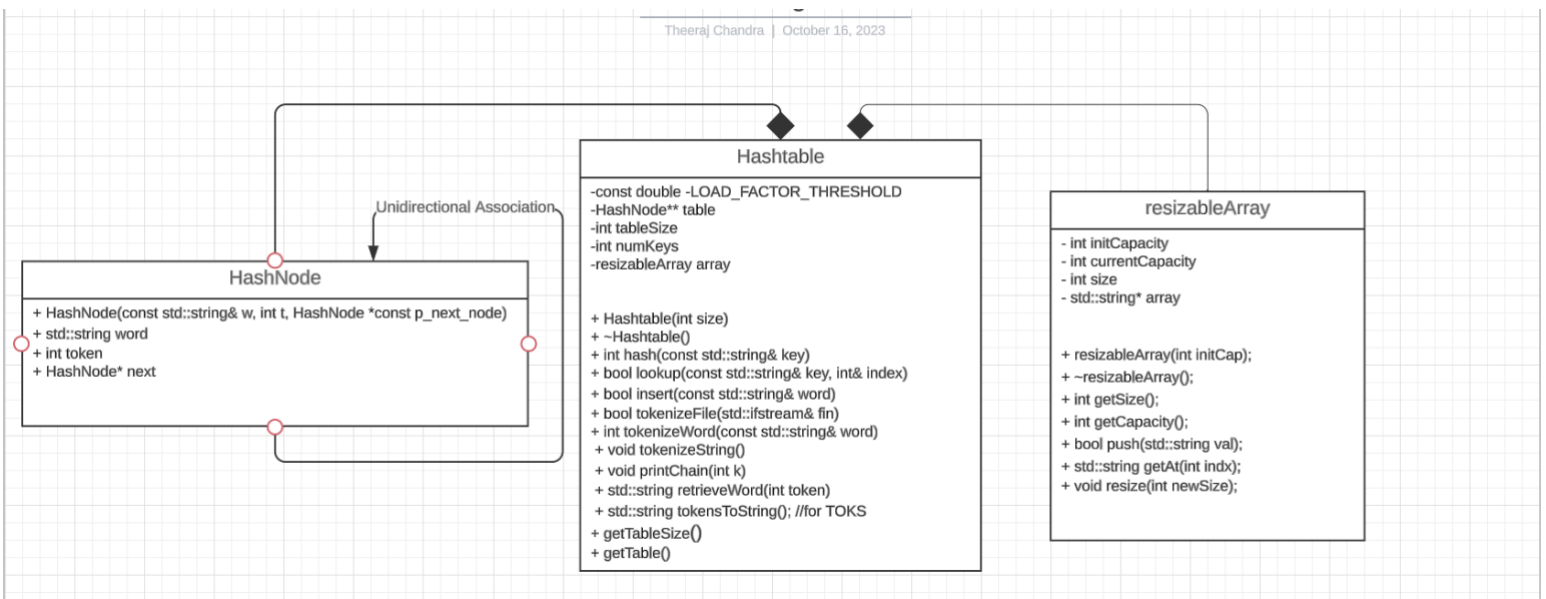 Theeraj Chandra | October 16, 2023
Unidirectional Association
HashNode
+ HashNode(const std::string& w, int t, HashNode *const p_next_node)
+ std::string word
+ int token
+ HashNode* next
Hashtable
-const double -LOAD_FACTOR_THRESHOLD
-HashNode** table
-int tableSize
-int numKeys
-resizableArray array
+ Hashtable(int size)
+ ~Hashtable()
+ int hash(const std::string& key)
+ bool lookup(const std::string& key, int& index)
+ bool insert(const std::string& word)
+ bool tokenizeFile(std::ifstream& fin)
+ int tokenizeWord(const std::string& word)
+ void tokenizeString()
+ void printChain(int k)
+ std::string retrieveWord(int token)
+ std::string tokensToString(); //for TOKS
+ getTableSize()
+ getTable()
resizableArray
- int initCapacity
- int currentCapacity
- int size
- std::string* array
+ resizableArray(int initCap);
+ ~resizableArray();
+ int getSize();
+ int getCapacity();
+ bool push(std::string val);
+ std::string getAt(int indx);
+ void resize(int newSize);